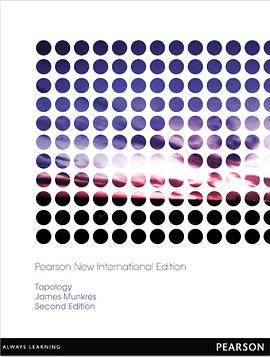 Pearson New International Edition
Topology
James Munkres
Second Edition
ALWAYS LEARNING
PEARSON